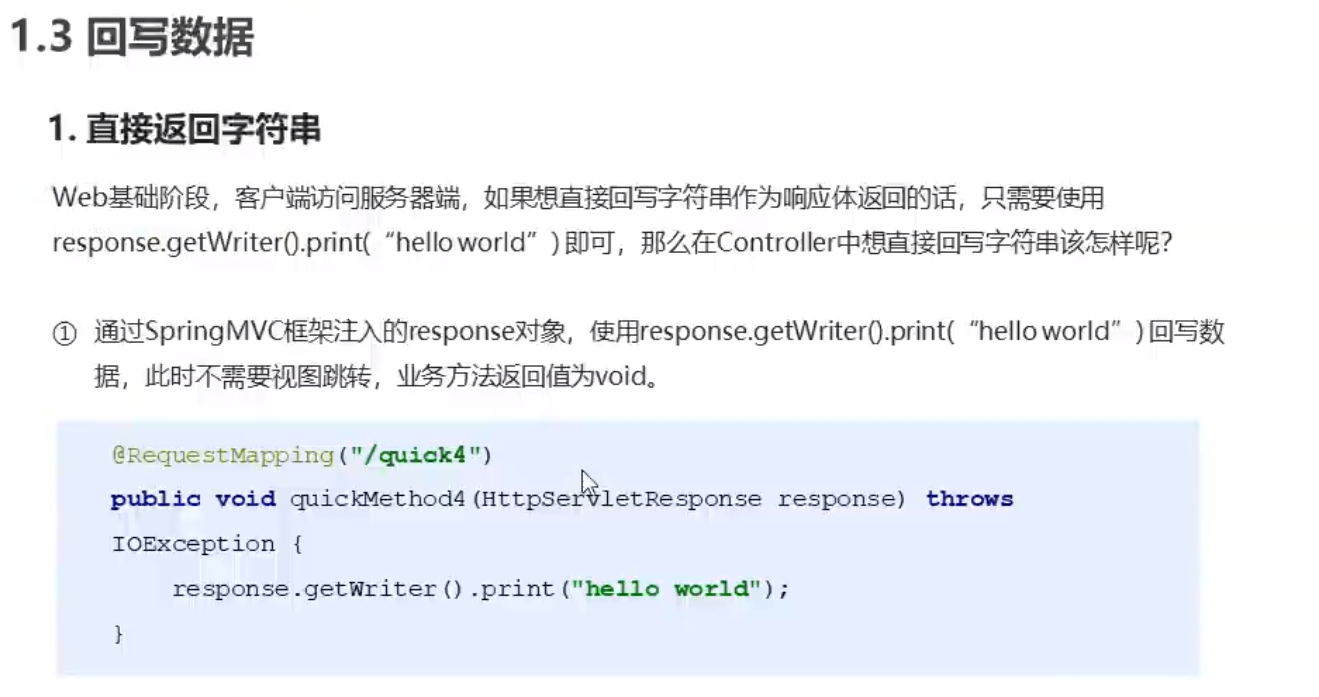 1.3 回写数据
1. 直接返回字符串
Web基础阶段，客户端访问服务器端，如果想直接回写字符串作为响应体返回的话，只需要使用
response.getWriter().print(“hello world”) 即可，那么在Controller中想直接回写字符串该怎样呢？
① 通过SpringMVC框架注入的response对象，使用response.getWriter().print(“hello world”) 回写数
据，此时不需要视图跳转，业务方法返回值为void。
@RequestMapping("/quick4")
public void quickMethod4(HttpServletResponse response) throws
IOException {
response.getWriter().print("hello world");
}